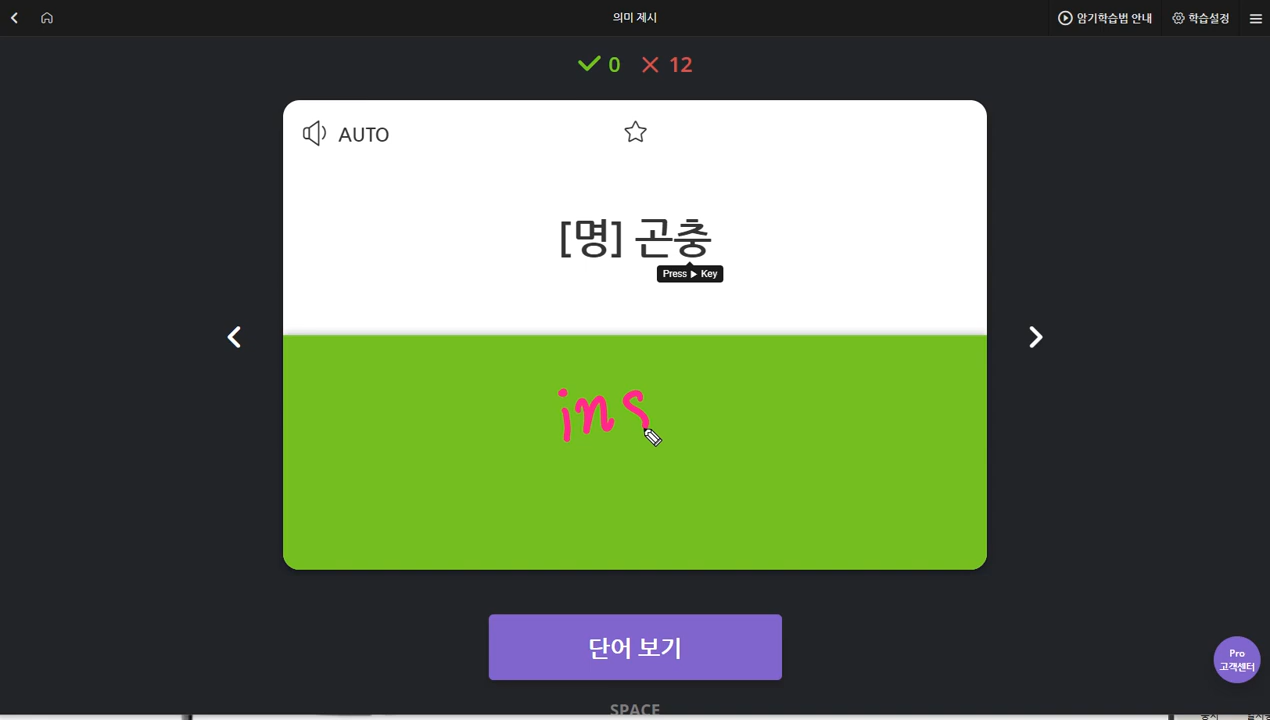 의미 제시
암기학습법 안내
학습설정
0
12
AUTO
[명] 곤충
Press ▶ Key
ins
단어 보기
Pro
고객센터
SPACE